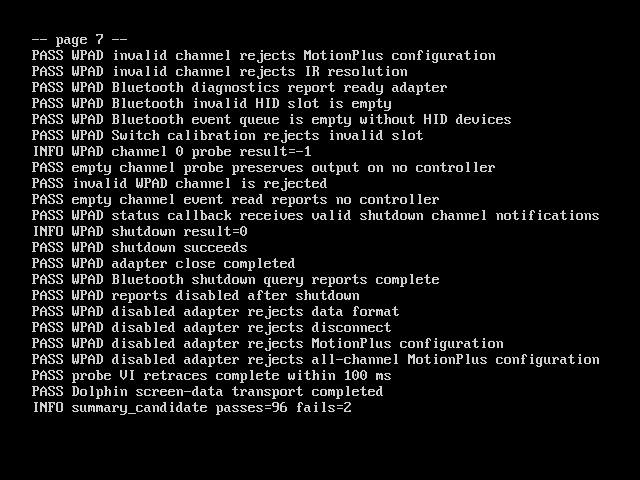 -- page 7 --
PASS WPAD invalid channel rejects MotionPlus configuration
PASS WPAD invalid channel rejects IR resolution
PASS WPAD Bluetooth diagnostics report ready adapter
PASS WPAD Bluetooth invalid HID slot is empty
PASS WPAD Bluetooth event queue is empty without HID devices
PASS WPAD Switch calibration rejects invalid slot
INFO WPAD channel 0 probe result=-1
PASS empty channel probe preserves output on no controller
PASS invalid WPAD channel is rejected
PASS empty channel event read reports no controller
PASS WPAD status callback receives valid shutdown channel notifications
INFO WPAD shutdown result=0
PASS WPAD shutdown succeeds
PASS WPAD adapter close completed
PASS WPAD Bluetooth shutdown query reports complete
PASS WPAD reports disabled after shutdown
PASS WPAD disabled adapter rejects data format
PASS WPAD disabled adapter rejects disconnect
PASS WPAD disabled adapter rejects MotionPlus configuration
PASS WPAD disabled adapter rejects all-channel MotionPlus configuration
PASS probe VI retraces complete within 100 ms
PASS Dolphin screen-data transport completed
INFO summary_candidate passes=96 fails=2